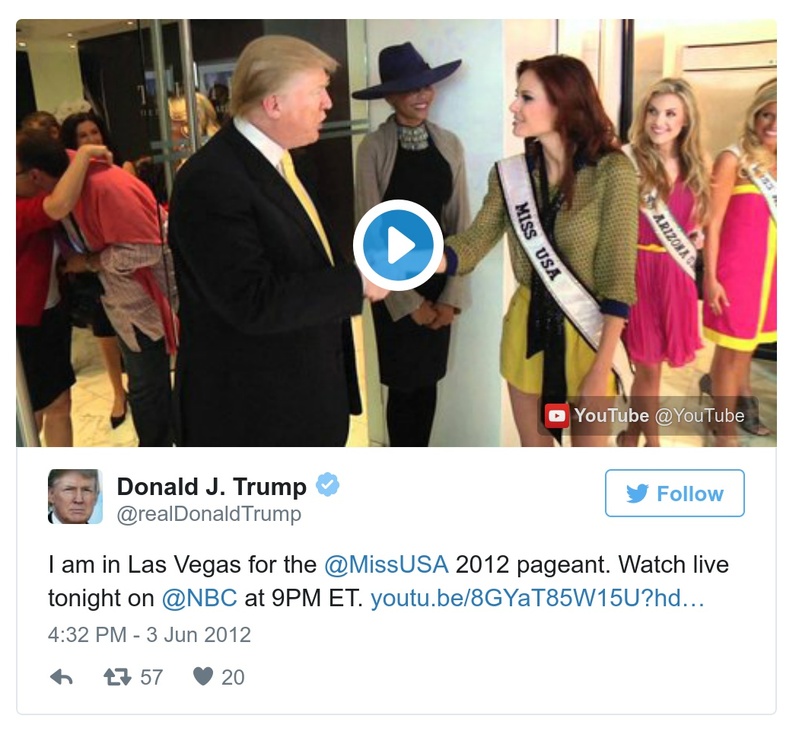 MISS USA
ARIZONA
YouTube @YouTube
Donald J. Trump
@realDonaldTrump
Follow
I am in Las Vegas for the @MissUSA 2012 pageant. Watch live
tonight on @NBC at 9PM ET. youtu.be/8GYaT85W15U?hd…
4:32 PM - 3 Jun 2012
57
20